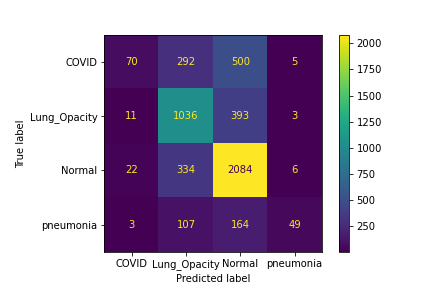 COVID 70 292 500 5
Lung_Opacity 11 1036 393 3
Normal 22 334 2084 6
pneumonia 3 107 164 49
COVID Lung_Opacity Normal pneumonia
Predicted label
True label
2000
1750
1500
1250
1000
750
500
250